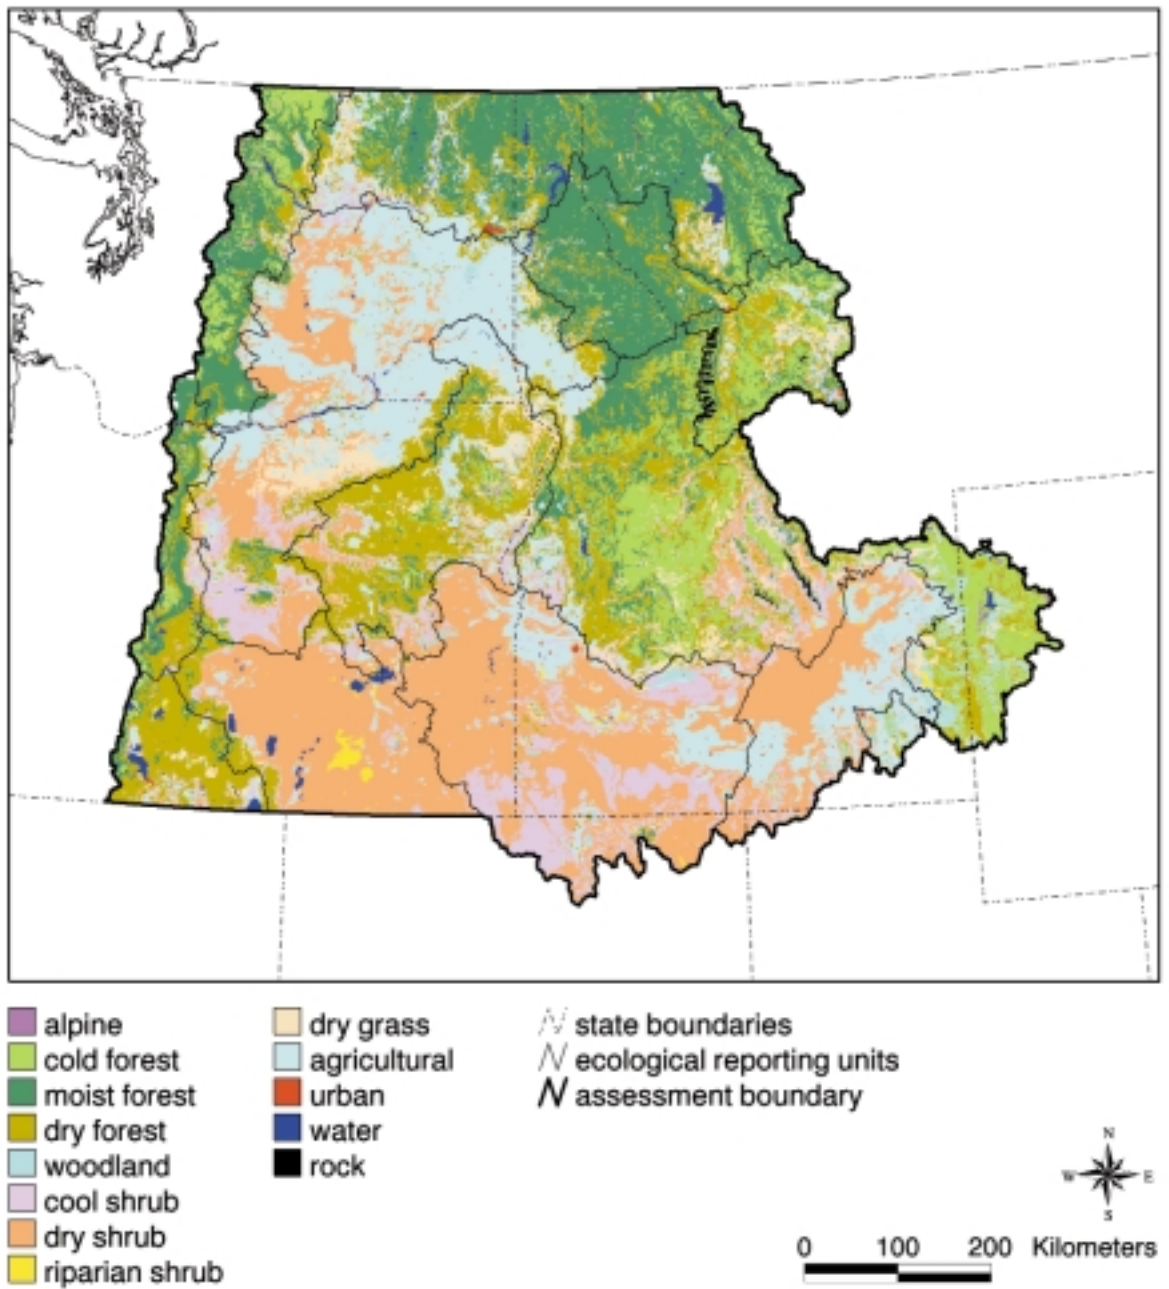 alpine
cold forest
moist forest
dry forest
woodland
cool shrub
dry shrub
riparian shrub
dry grass
agricultural
urban
water
rock
state boundaries
ecological reporting units
assessment boundary
N
W E
S
0 100 200 Kilometers